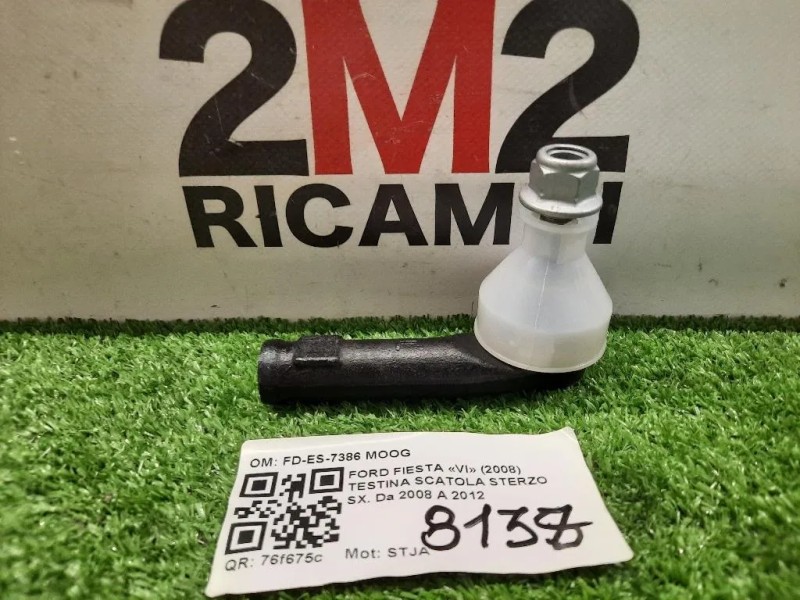 2M2
RICAMBI
OM: FD-ES-7386 MOOG
FORD FIESTA «VI» (2008)
TESTINA SCATOLA STERZO
SX. Da 2008 A 2012
8138
QR: 76f675c
Mot: STJA